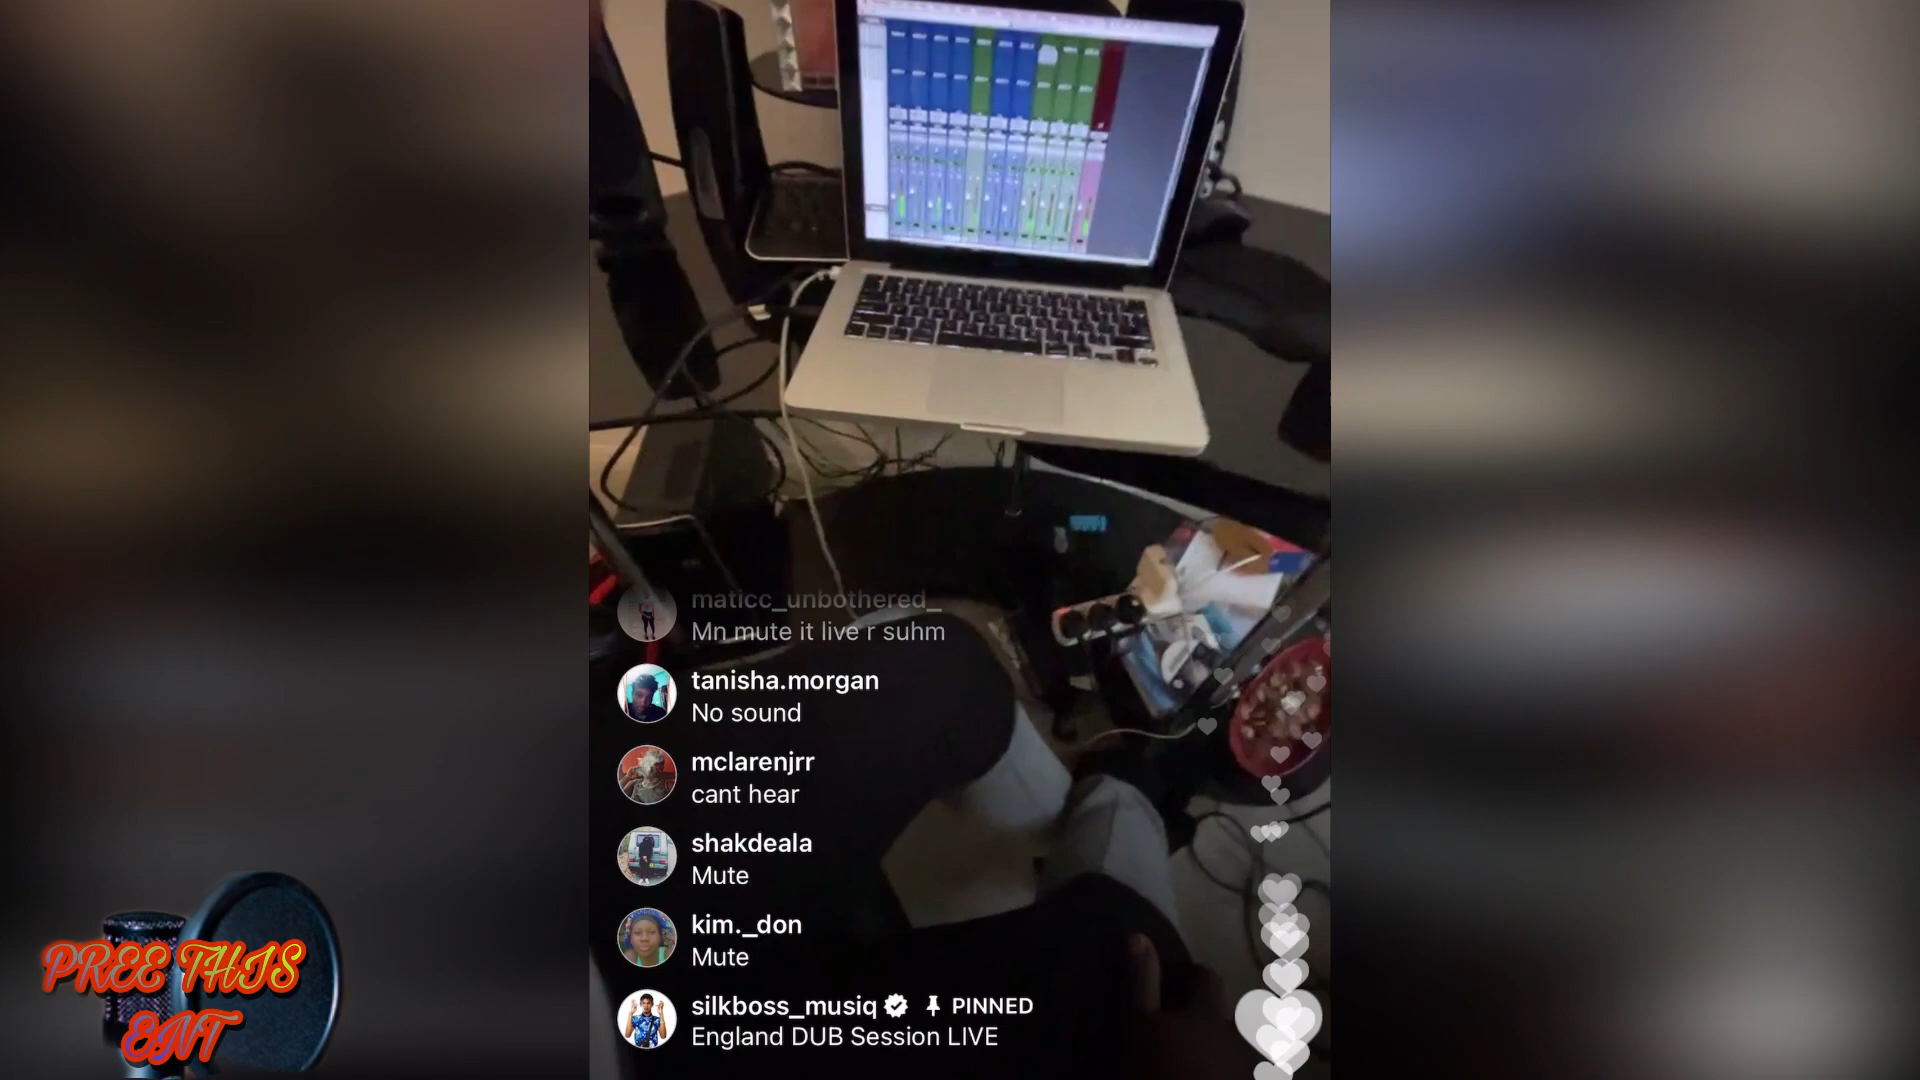 maticc_unbothered_
Mn mute it live r suhm
tanisha.morgan
No sound
mclarenjrr
cant hear
shakdeala
Mute
kim._don
Mute
silkboss_musiq PINNED
England DUB Session LIVE
PREE THIS
ENT